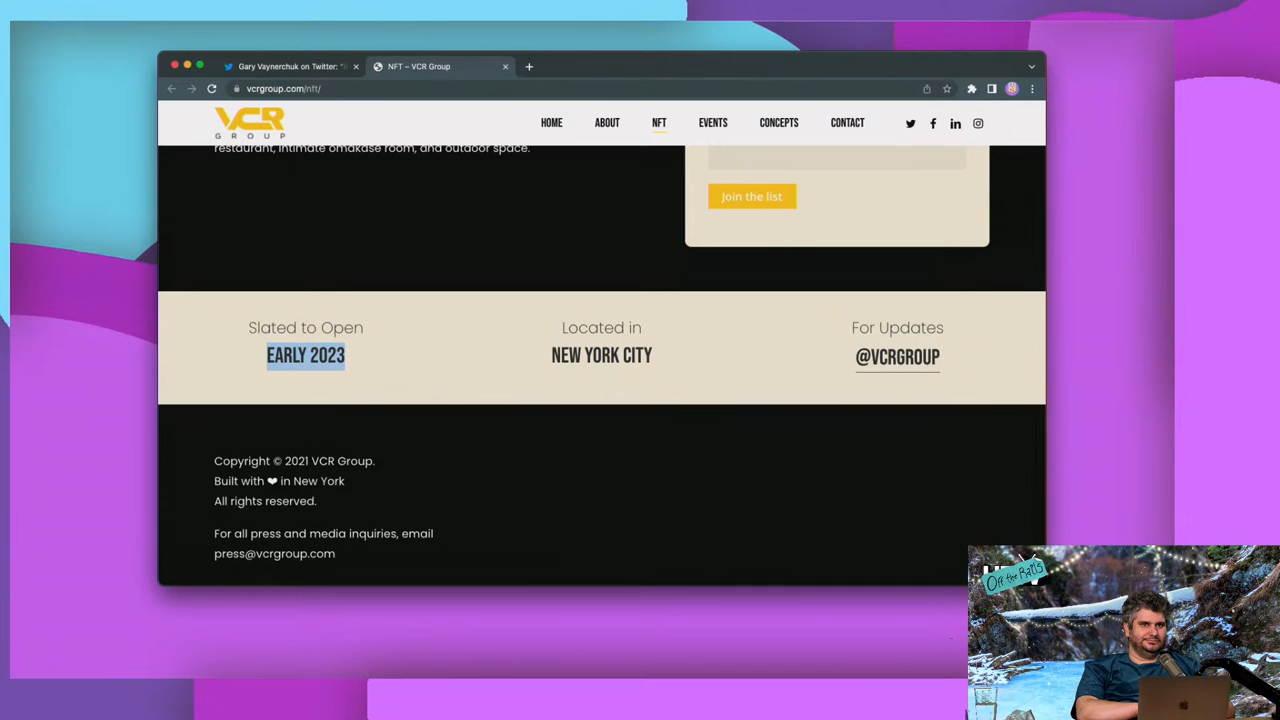 Gary Vaynerchuk on Twitter: "
NFT – VCR Group
vcrgroup.com/nft/
VCR
GROUP
HOME
ABOUT
NFT
EVENTS
CONCEPTS
CONTACT
restaurant, intimate omakase room, and outdoor space.
Join the list
Slated to Open
EARLY 2023
Located in
NEW YORK CITY
For Updates
@VCRGROUP
Copyright © 2021 VCR Group.
Built with ❤ in New York
All rights reserved.
For all press and media inquiries, email
press@vcrgroup.com
Off the Rails